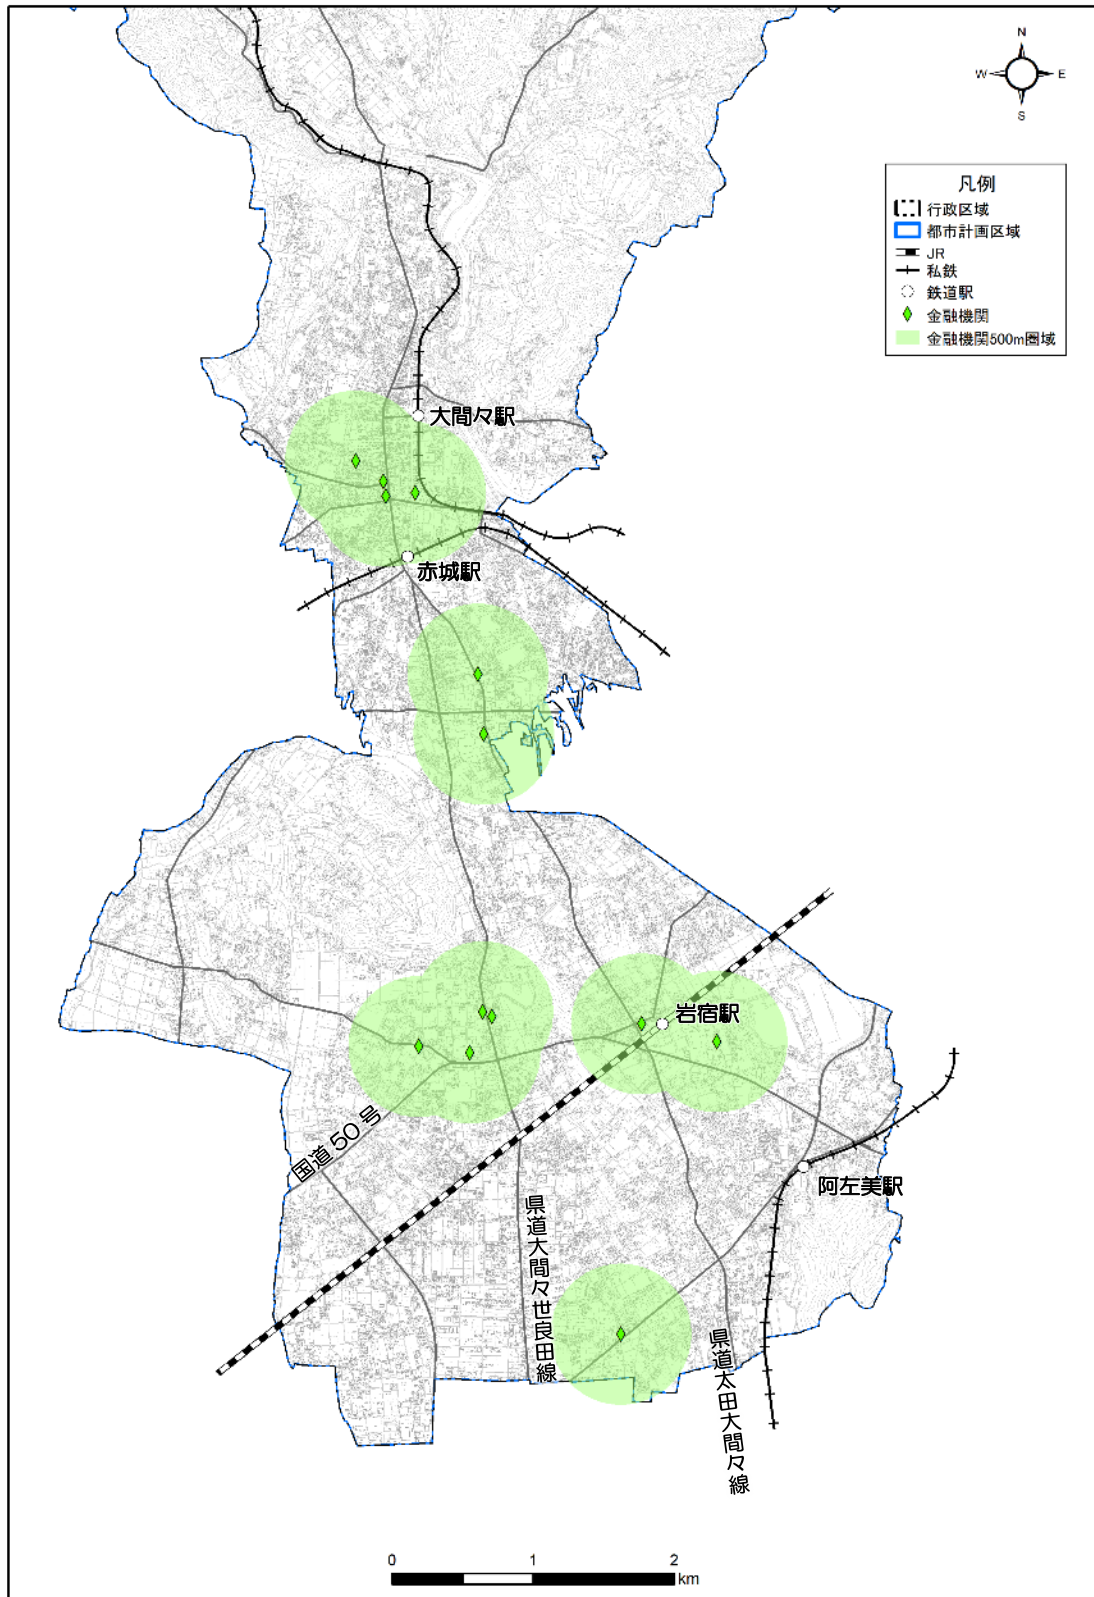 N
W E
S
凡例
行政区域
都市計画区域
JR
私鉄
鉄道駅
金融機関
金融機関500m圏域
大間々駅
赤城駅
岩宿駅
国道50号
阿左美駅
県道大間々世良田線
県道太田大間々線
0 1 2
km